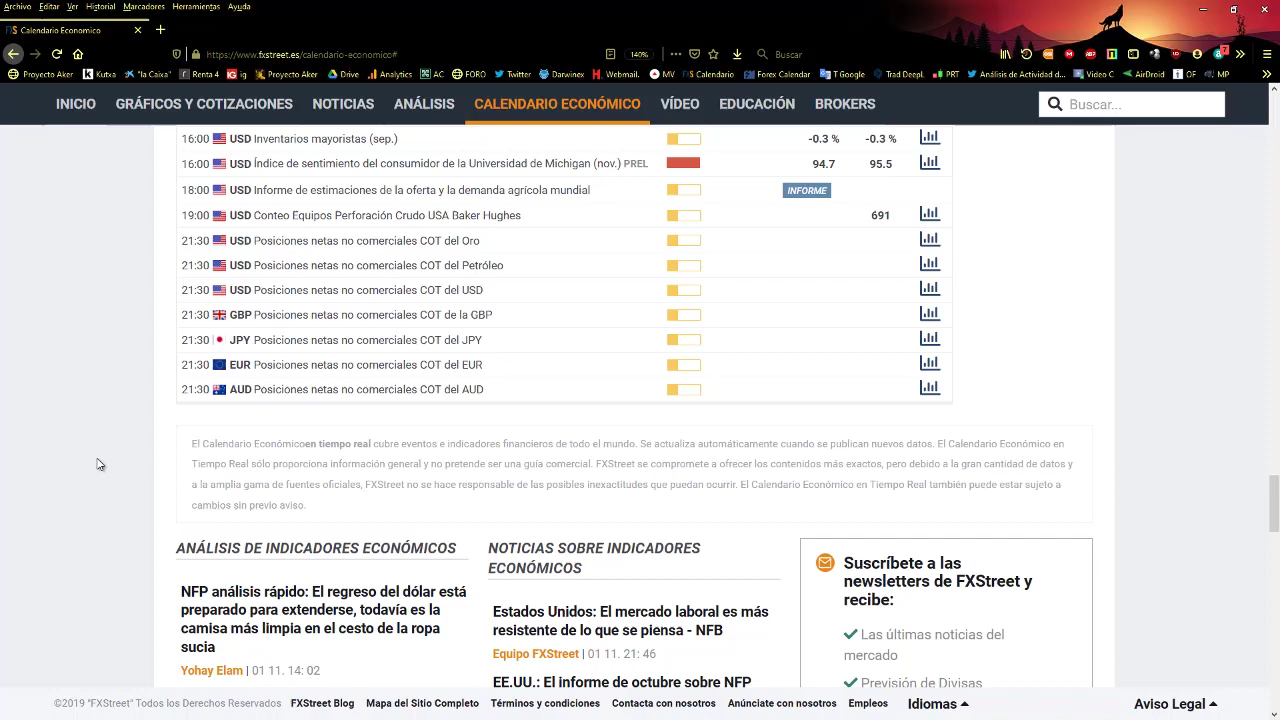 Archivo Editar Ver Historial Marcadores Herramientas Ayuda
Calendario Economico
https://www.fxstreet.es/calendario-economico#
140%
Buscar
7
Proyecto Aker Kutxa "la Caixa" Renta 4 ig Proyecto Aker Drive Analytics AC FORO Twitter Darwinex Webmail. MV Calendario Forex Calendar T Google Trad Deepl. PRT Análisis de Actividad d... Video C AirDroid OF MP
INICIO GRÁFICOS Y COTIZACIONES NOTICIAS ANÁLISIS CALENDARIO ECONÓMICO VÍDEO EDUCACIÓN BROKERS Buscar...
16:00 USD Inventarios mayoristas (sep.) -0.3 % -0.3 %
16:00 USD Índice de sentimiento del consumidor de la Universidad de Michigan (nov.) PREL 94.7 95.5
18:00 USD Informe de estimaciones de la oferta y la demanda agrícola mundial INFORME
19:00 USD Conteo Equipos Perforación Crudo USA Baker Hughes 691
21:30 USD Posiciones netas no comerciales COT del Oro
21:30 USD Posiciones netas no comerciales COT del Petróleo
21:30 USD Posiciones netas no comerciales COT del USD
21:30 GBP Posiciones netas no comerciales COT de la GBP
21:30 JPY Posiciones netas no comerciales COT del JPY
21:30 EUR Posiciones netas no comerciales COT del EUR
21:30 AUD Posiciones netas no comerciales COT del AUD
El Calendario Económicoen tiempo real cubre eventos e indicadores financieros de todo el mundo. Se actualiza automáticamente cuando se publican nuevos datos. El Calendario Económico en
Tiempo Real sólo proporciona información general y no pretende ser una guía comercial. FXStreet se compromete a ofrecer los contenidos más exactos, pero debido a la gran cantidad de datos y
a la amplia gama de fuentes oficiales, FXStreet no se hace responsable de las posibles inexactitudes que puedan ocurrir. El Calendario Económico en Tiempo Real también puede estar sujeto a
cambios sin previo aviso.
ANÁLISIS DE INDICADORES ECONÓMICOS
NFP análisis rápido: El regreso del dólar está
preparado para extenderse, todavía es la
camisa más limpia en el cesto de la ropa
sucia
Yohay Elam | 01 11. 14: 02
NOTICIAS SOBRE INDICADORES
ECONÓMICOS
Estados Unidos: El mercado laboral es más
resistente de lo que se piensa - NFB
Equipo FXStreet | 01 11. 21: 46
EE.UU.: El informe de octubre sobre NFP
Suscríbete a las
newsletters de FXStreet y
recibe:
Las últimas noticias del
mercado
Previsión de Divisas
©2019 "FXStreet" Todos los Derechos Reservados FXStreet Blog Mapa del Sitio Completo Términos y condiciones Contacta con nosotros Anúnciate con nosotros Empleos Idiomas Aviso Legal